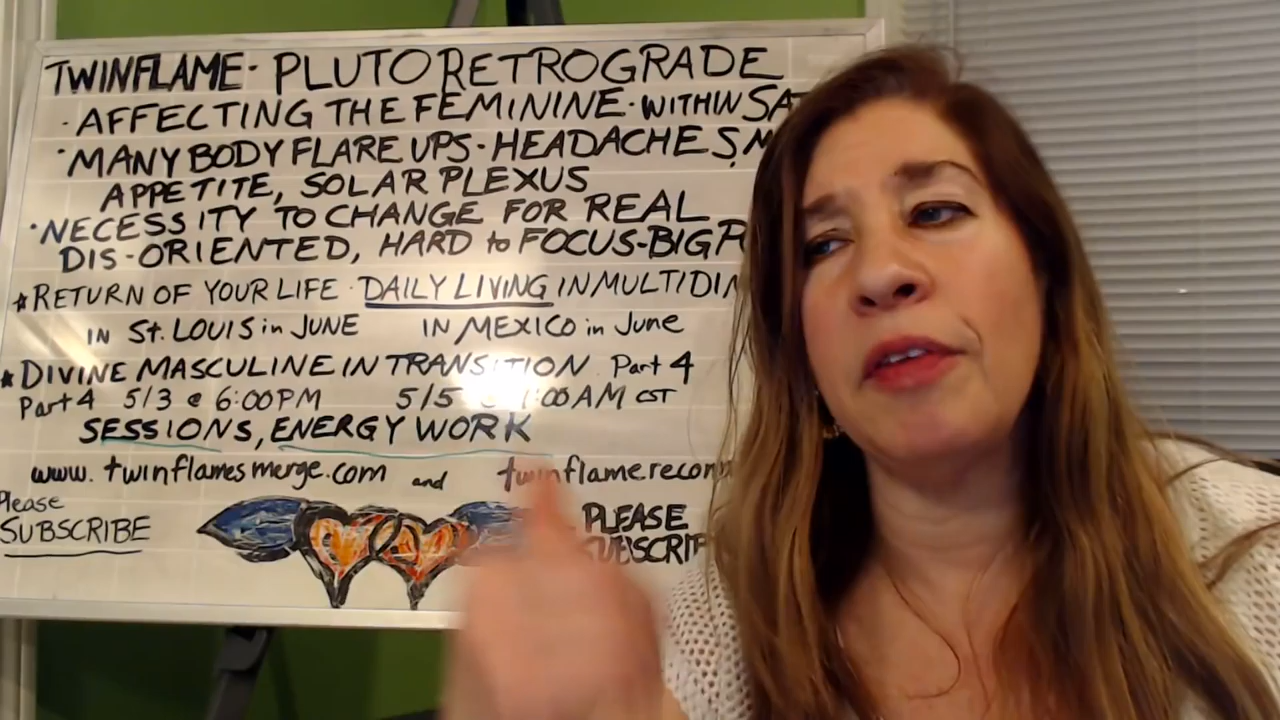 TWINFLAME · PLUTO RETROGRADE
· AFFECTING THE FEMININE · WITHIN
· MANY BODY FLARE UPS - HEADACHES,
APPETITE, SOLAR PLEXUS
· NECESSITY TO CHANGE FOR REAL
DIS-ORIENTED, HARD to FOCUS-BIG
* RETURN OF YOUR LIFE · DAILY LIVING IN
IN St. LOUIS in JUNE IN MEXICO in June
* DIVINE MASCULINE IN TRANSITION Part 4
Part 4 5/3 @ 6:00PM 5/5 AM CST
SESSIONS, ENERGY WORK
www.twinflamesmerge.com and
Please
SUBSCRIBE
PLEASE